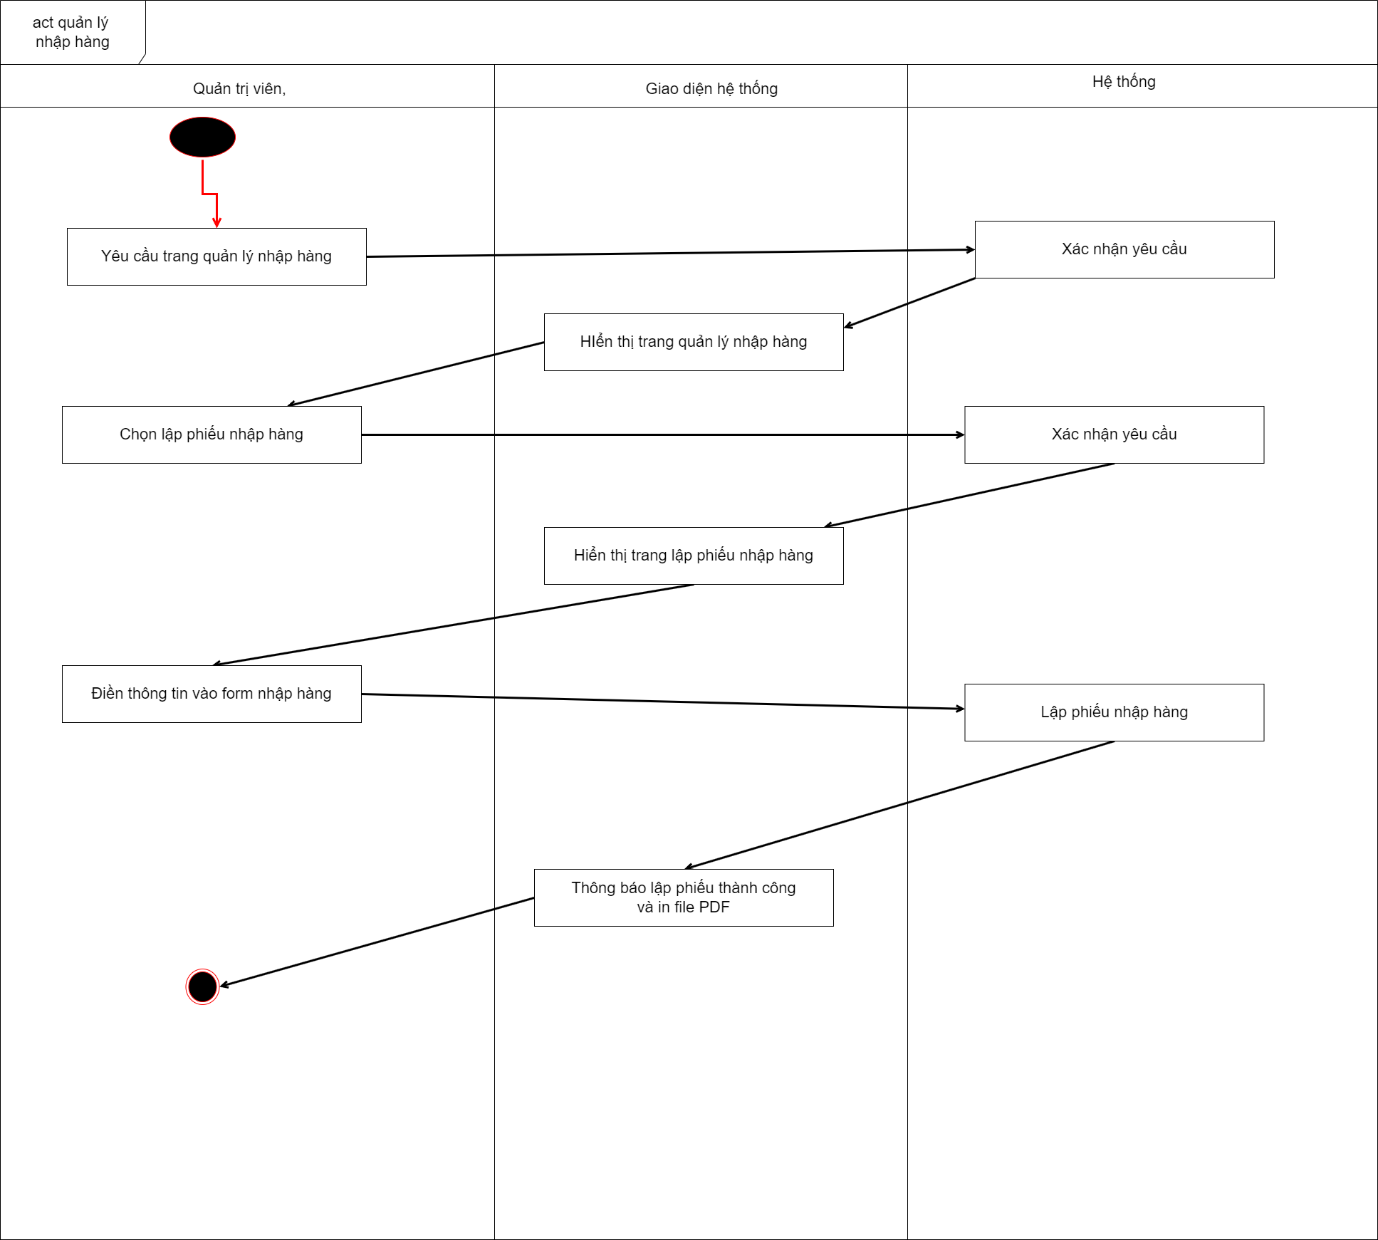 act quản lý
nhập hàng
Quản trị viên,
Giao diện hệ thống
Hệ thống
Yêu cầu trang quản lý nhập hàng
Xác nhận yêu cầu
HIển thị trang quản lý nhập hàng
Chọn lập phiếu nhập hàng
Xác nhận yêu cầu
Hiển thị trang lập phiếu nhập hàng
Điền thông tin vào form nhập hàng
Lập phiếu nhập hàng
Thông báo lập phiếu thành công
và in file PDF